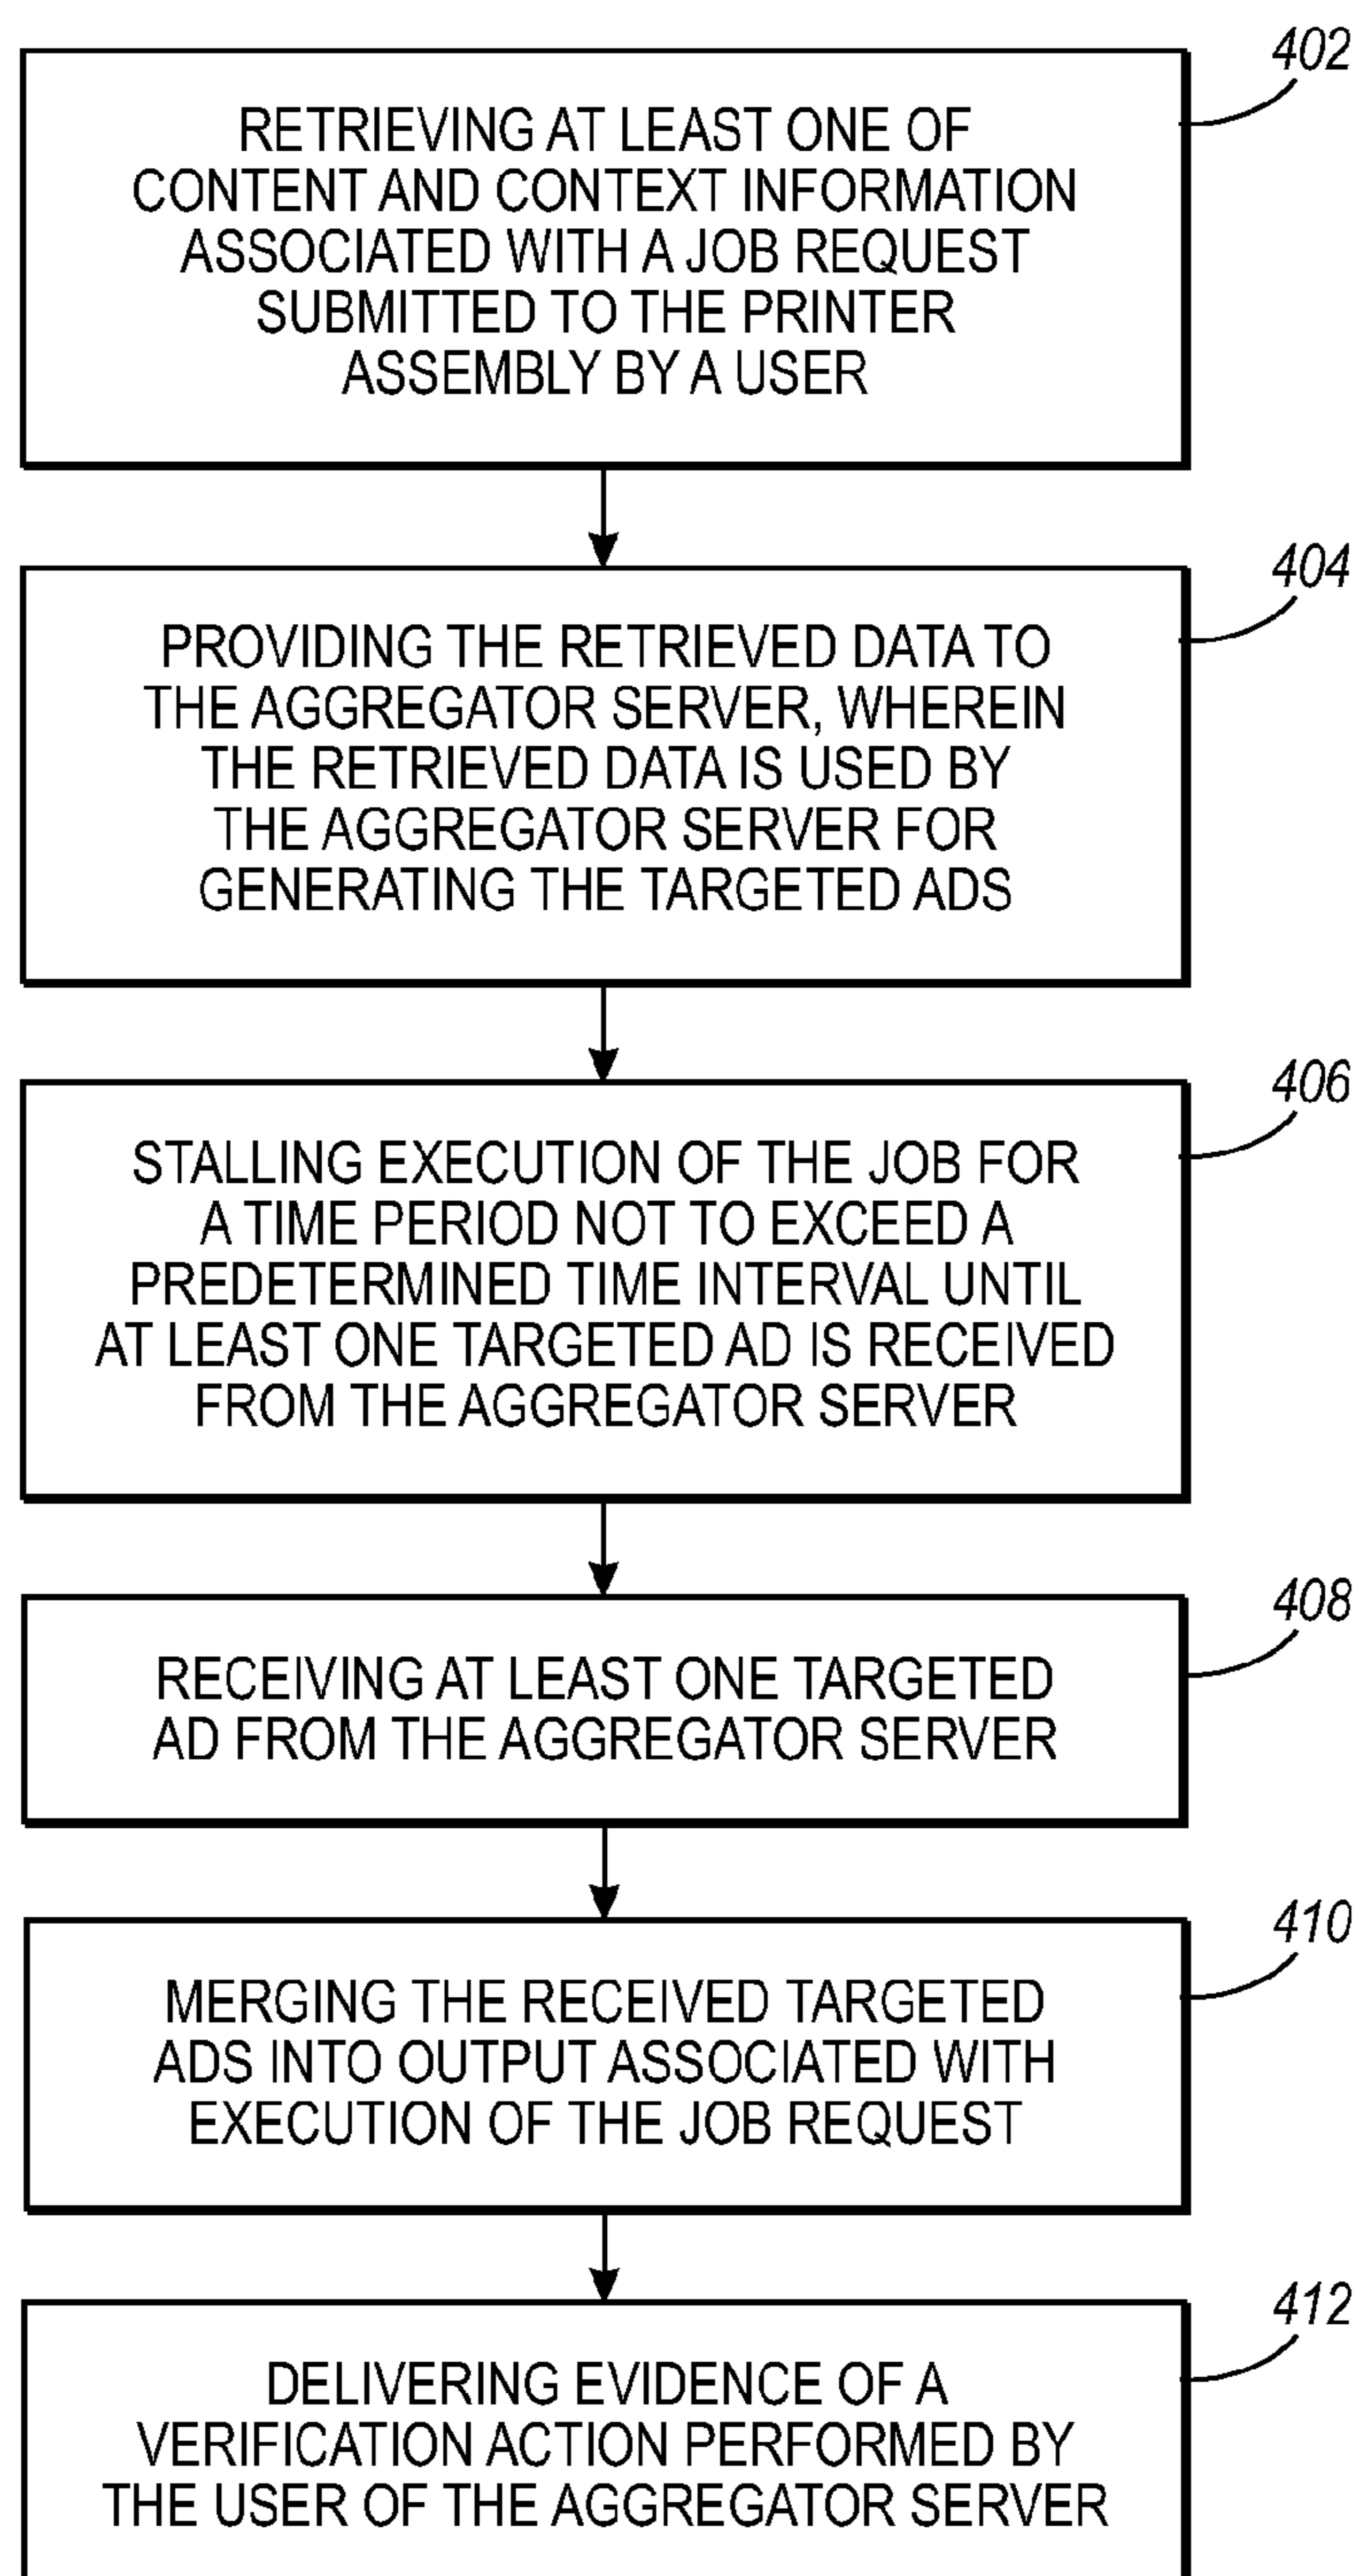 402
RETRIEVING AT LEAST ONE OF
CONTENT AND CONTEXT INFORMATION
ASSOCIATED WITH A JOB REQUEST
SUBMITTED TO THE PRINTER
ASSEMBLY BY A USER
404
PROVIDING THE RETRIEVED DATA TO
THE AGGREGATOR SERVER, WHEREIN
THE RETRIEVED DATA IS USED BY
THE AGGREGATOR SERVER FOR
GENERATING THE TARGETED ADS
406
STALLING EXECUTION OF THE JOB FOR
A TIME PERIOD NOT TO EXCEED A
PREDETERMINED TIME INTERVAL UNTIL
AT LEAST ONE TARGETED AD IS RECEIVED
FROM THE AGGREGATOR SERVER
408
RECEIVING AT LEAST ONE TARGETED
AD FROM THE AGGREGATOR SERVER
410
MERGING THE RECEIVED TARGETED
ADS INTO OUTPUT ASSOCIATED WITH
EXECUTION OF THE JOB REQUEST
412
DELIVERING EVIDENCE OF A
VERIFICATION ACTION PERFORMED BY
THE USER OF THE AGGREGATOR SERVER